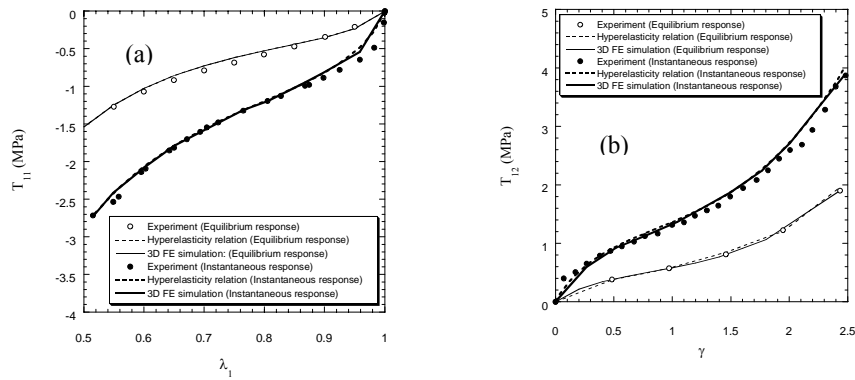 0
-0.5
-1
-1.5
-2
-2.5
-3
-3.5
-4
T11 (MPa)
(a)
Experiment (Equilibrium response)
Hyperelasticity relation (Equilibrium response)
3D FE simulation: (Equilibrium response)
Experiment (Instantaneous response)
Hyperelasticity relation (Instantaneous response)
3D FE simulation (Instantaneous response)
0.5 0.6 0.7 0.8 0.9 1
λ1
5
4
3
2
1
0
T12 (MPa)
Experiment (Equilibrium response)
Hyperelasticity relation (Equilibrium response)
3D FE simulation (Equilibrium response)
Experiment (Instantaneous response)
Hyperelasticity relation (Instantaneous response)
3D FE simulation (Instantaneous response)
(b)
0 0.5 1 1.5 2 2.5
γ